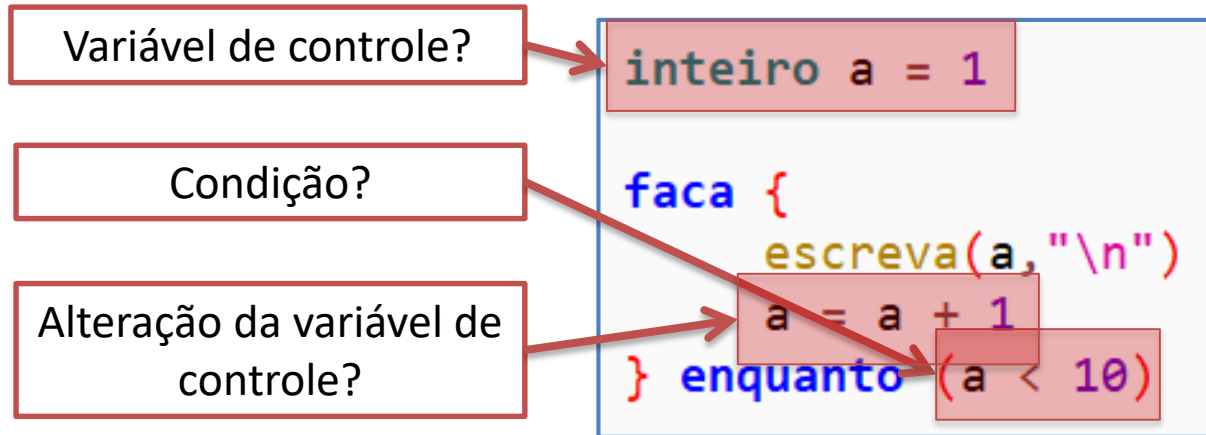 Variável de controle?
inteiro a = 1
Condição?
faca {
escreva(a,"\n")
Alteração da variável de
controle?
a = a + 1
} enquanto (a < 10)